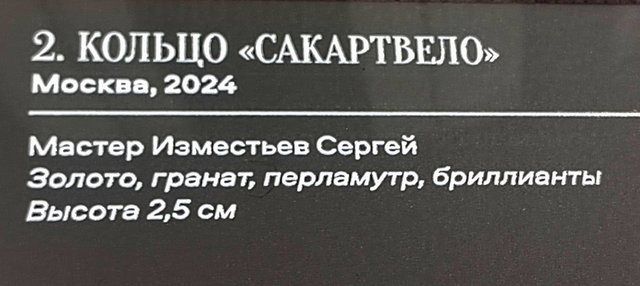 2. КОЛЬЦО «САКАРТВЕЛО»
Москва, 2024
Мастер Изместьев Сергей
Золото, гранат, перламутр, бриллианты
Высота 2,5 см